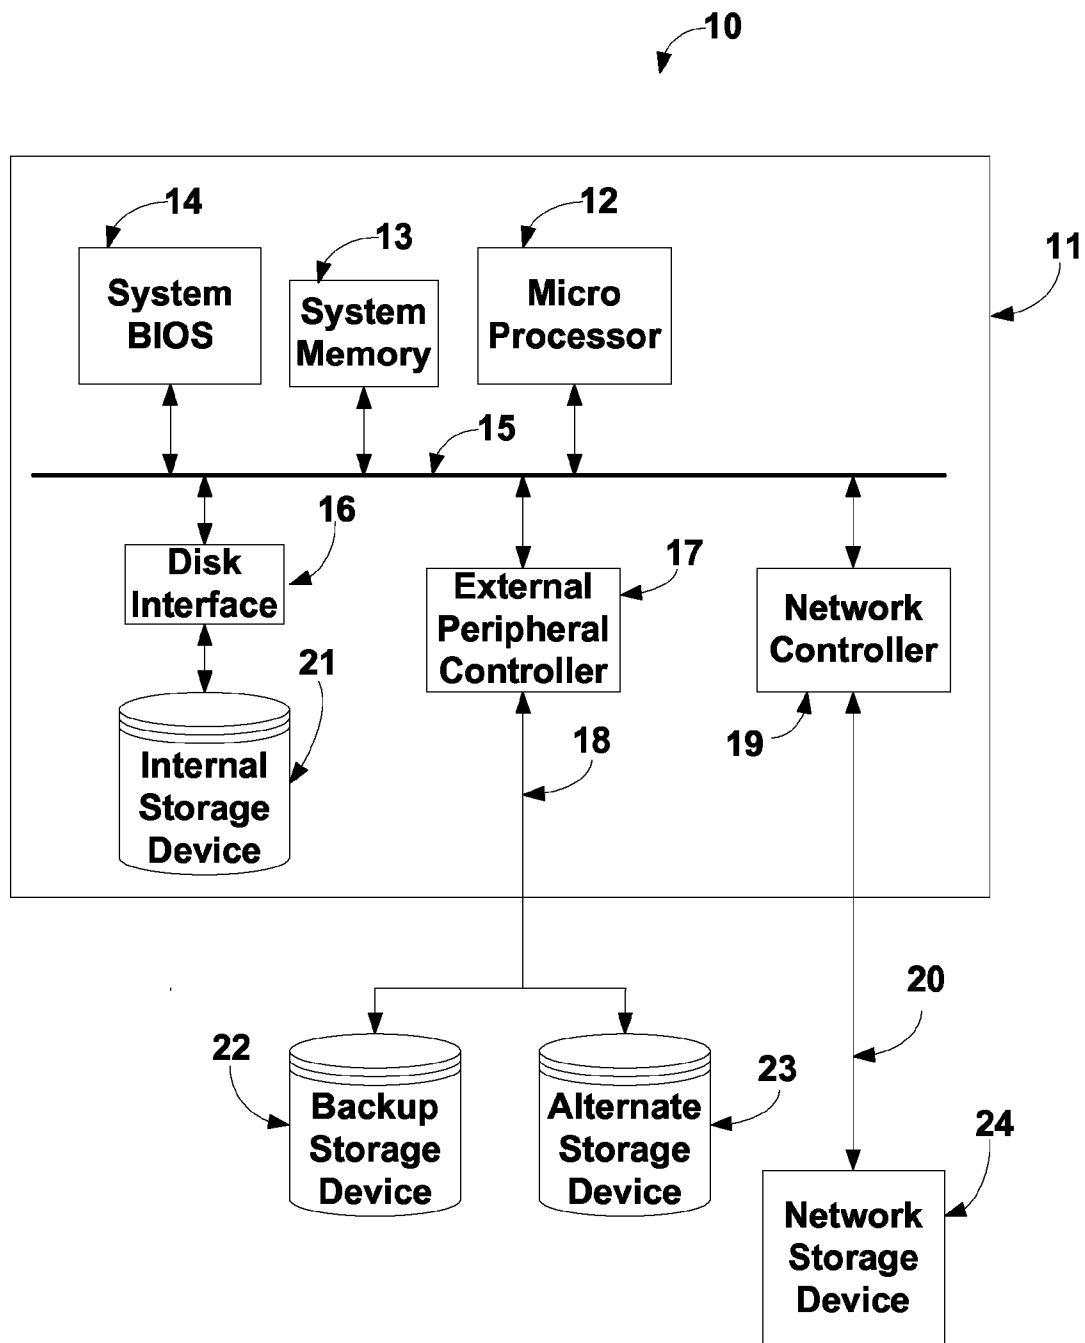 10
14
13
12
11
System
BIOS
System
Memory
Micro
Processor
15
16
17
Disk
Interface
External
Peripheral
Controller
Network
Controller
21
18
19
Internal
Storage
Device
20
22
23
24
Backup
Storage
Device
Alternate
Storage
Device
Network
Storage
Device